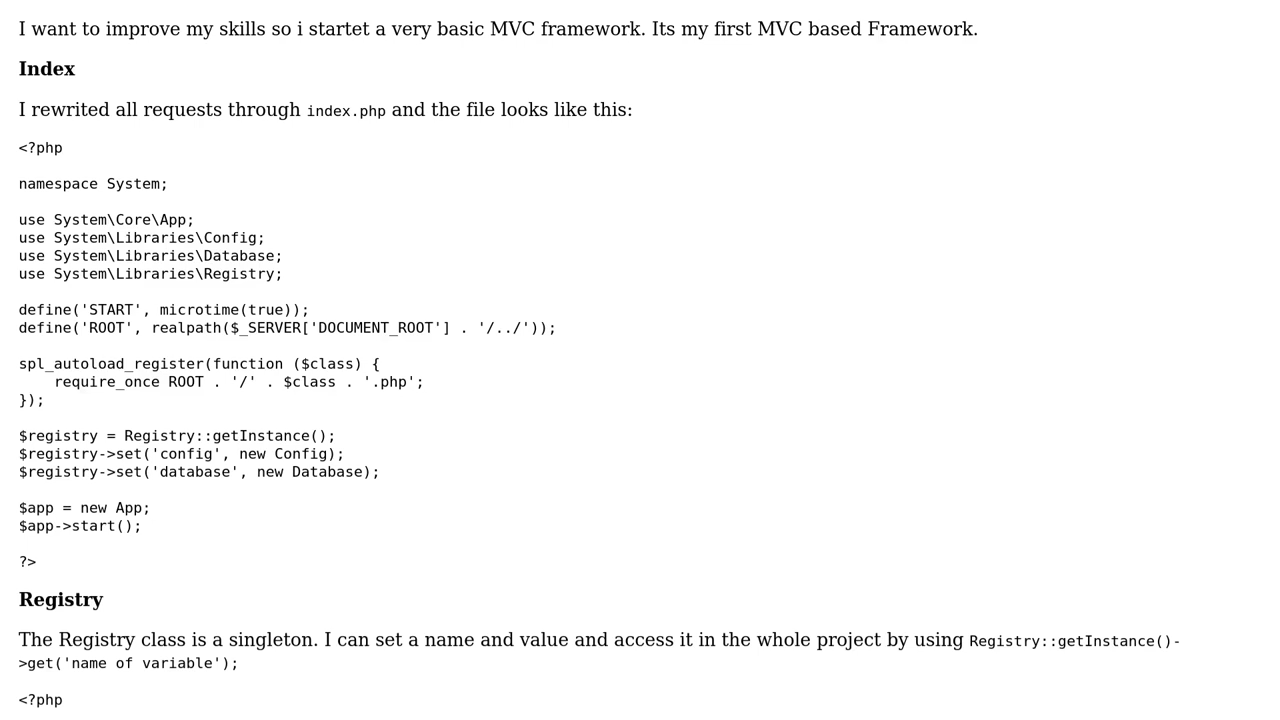 I want to improve my skills so i startet a very basic MVC framework. Its my first MVC based Framework.
Index
I rewrited all requests through index.php and the file looks like this:
<?php
namespace System;
use System\Core\App;
use System\Libraries\Config;
use System\Libraries\Database;
use System\Libraries\Registry;
define('START', microtime(true));
define('ROOT', realpath($_SERVER['DOCUMENT_ROOT'] . '/../'));
spl_autoload_register(function ($class) {
    require_once ROOT . '/' . $class . '.php';
});
$registry = Registry::getInstance();
$registry->set('config', new Config);
$registry->set('database', new Database);
$app = new App;
$app->start();
?>
Registry
The Registry class is a singleton. I can set a name and value and access it in the whole project by using Registry::getInstance()-
>get('name of variable');
<?php